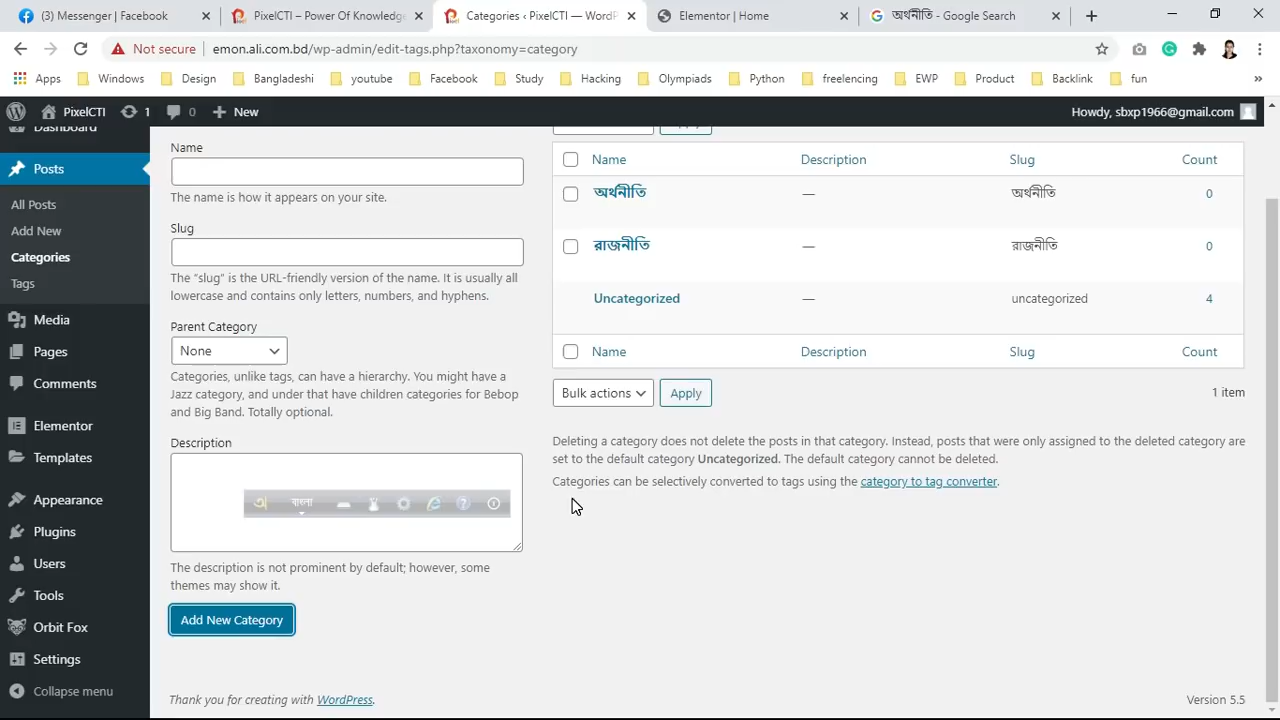 (3) Messenger | Facebook
PixelCTI – Power Of Knowledge
Categories ‹ PixelCTI — WordP
Elementor | Home
অর্থনীতি - Google Search
Not secure
emon.ali.com.bd/wp-admin/edit-tags.php?taxonomy=category
Apps Windows Design Bangladeshi youtube Facebook Study Hacking Olympiads Python freelencing EWP Product Backlink fun »
PixelCTI 1 0 New
Howdy, sbxp1966@gmail.com
Dashboard
Posts
All Posts
Add New
Categories
Tags
Media
Pages
Comments
Elementor
Templates
Appearance
Plugins
Users
Tools
Orbit Fox
Settings
Collapse menu
Name
The name is how it appears on your site.
Slug
The “slug” is the URL-friendly version of the name. It is usually all
lowercase and contains only letters, numbers, and hyphens.
Parent Category
None
Categories, unlike tags, can have a hierarchy. You might have a
Jazz category, and under that have children categories for Bebop
and Big Band. Totally optional.
Description
অ বাংলা
The description is not prominent by default; however, some
themes may show it.
Add New Category
Name Description Slug Count
অর্থনীতি — অর্থনীতি 0
রাজনীতি — রাজনীতি 0
Uncategorized — uncategorized 4
Name Description Slug Count
Bulk actions Apply 1 item
Deleting a category does not delete the posts in that category. Instead, posts that were only assigned to the deleted category are
set to the default category Uncategorized. The default category cannot be deleted.
Categories can be selectively converted to tags using the category to tag converter.
Thank you for creating with WordPress.
Version 5.5